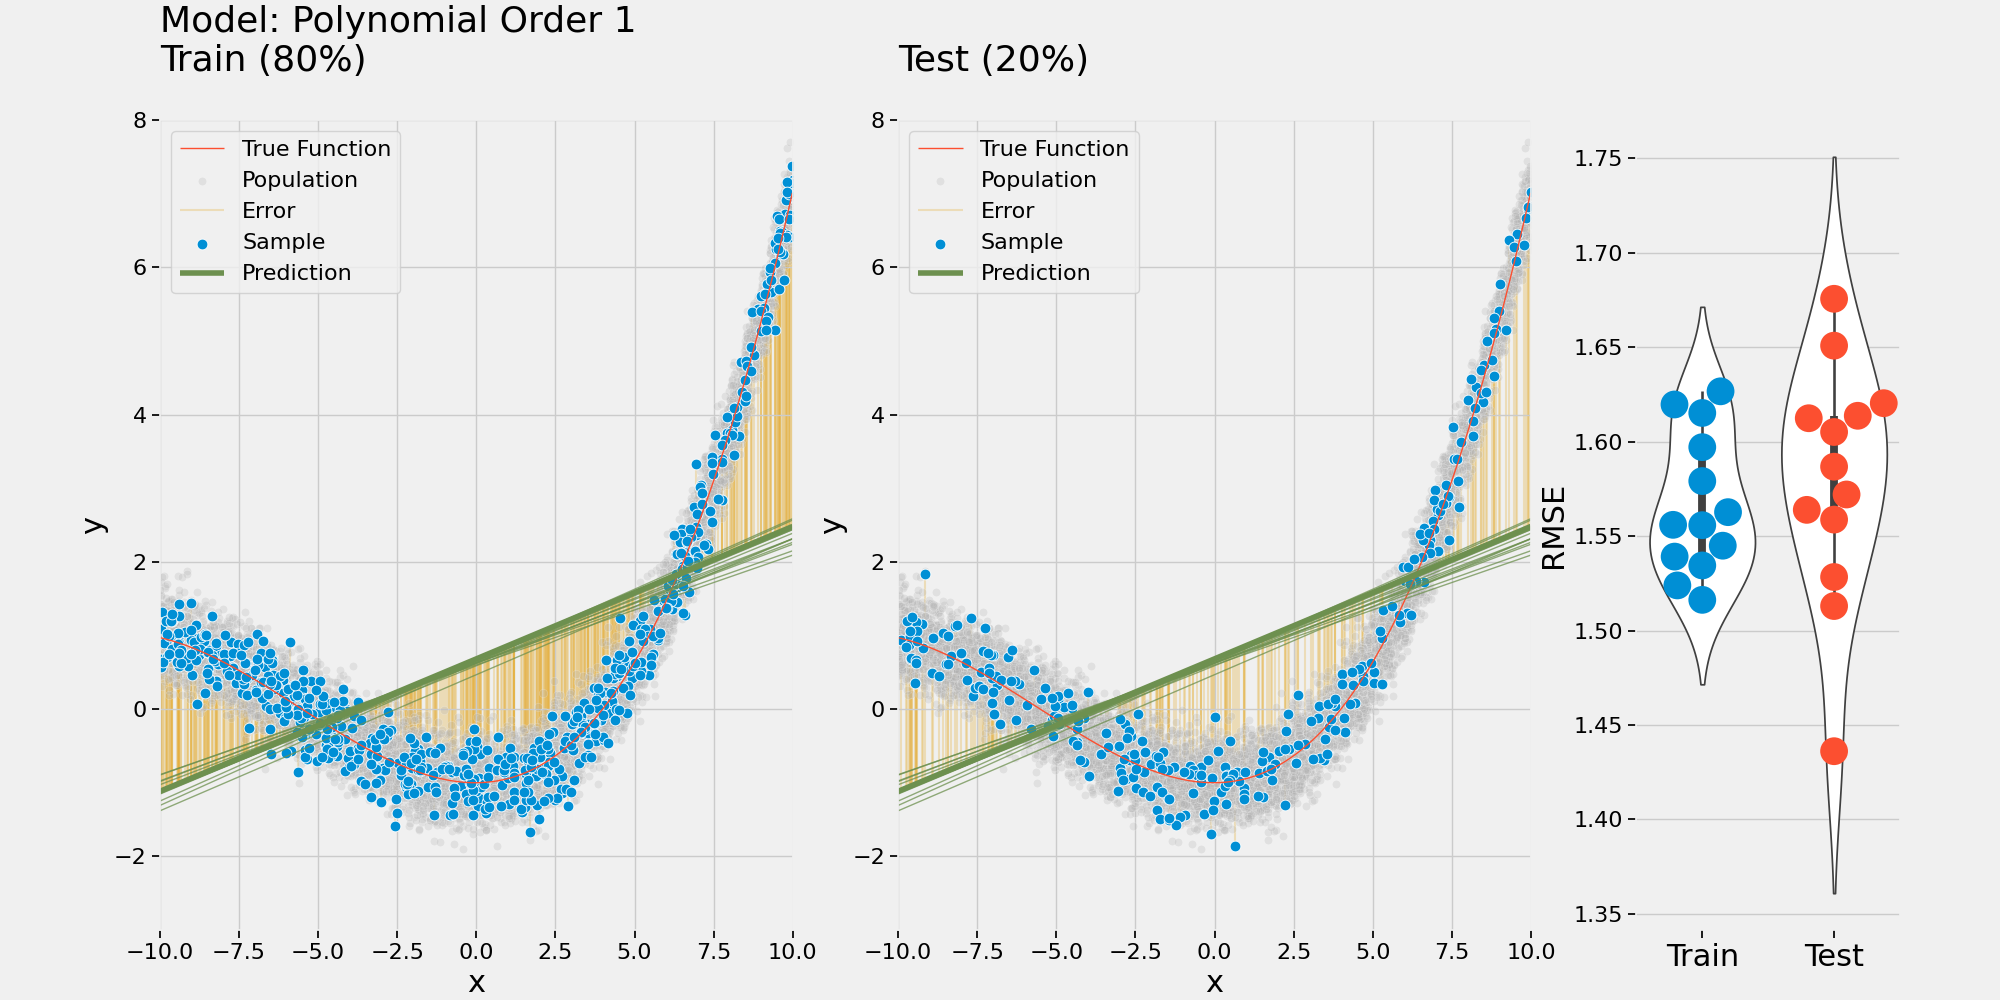 Model: Polynomial Order 1
Train (80%)
Test (20%)
8
6
4
2
0
−2
y
True Function
Population
Error
Sample
Prediction
−10.0 −7.5 −5.0 −2.5 0.0 2.5 5.0 7.5 10.0
x
8
6
4
2
0
−2
y
True Function
Population
Error
Sample
Prediction
−10.0 −7.5 −5.0 −2.5 0.0 2.5 5.0 7.5 10.0
x
1.75
1.70
1.65
1.60
1.55
1.50
1.45
1.40
1.35
RMSE
Train Test